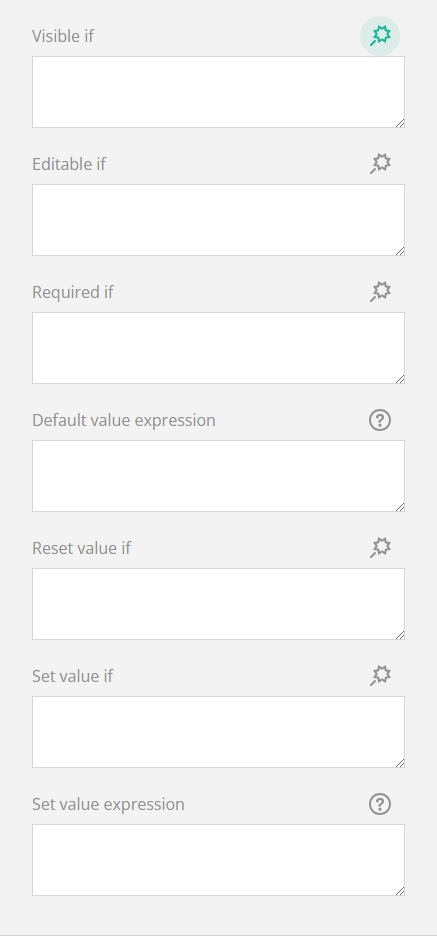 Visible if
Editable if
Required if
Default value expression
Reset value if
Set value if
Set value expression